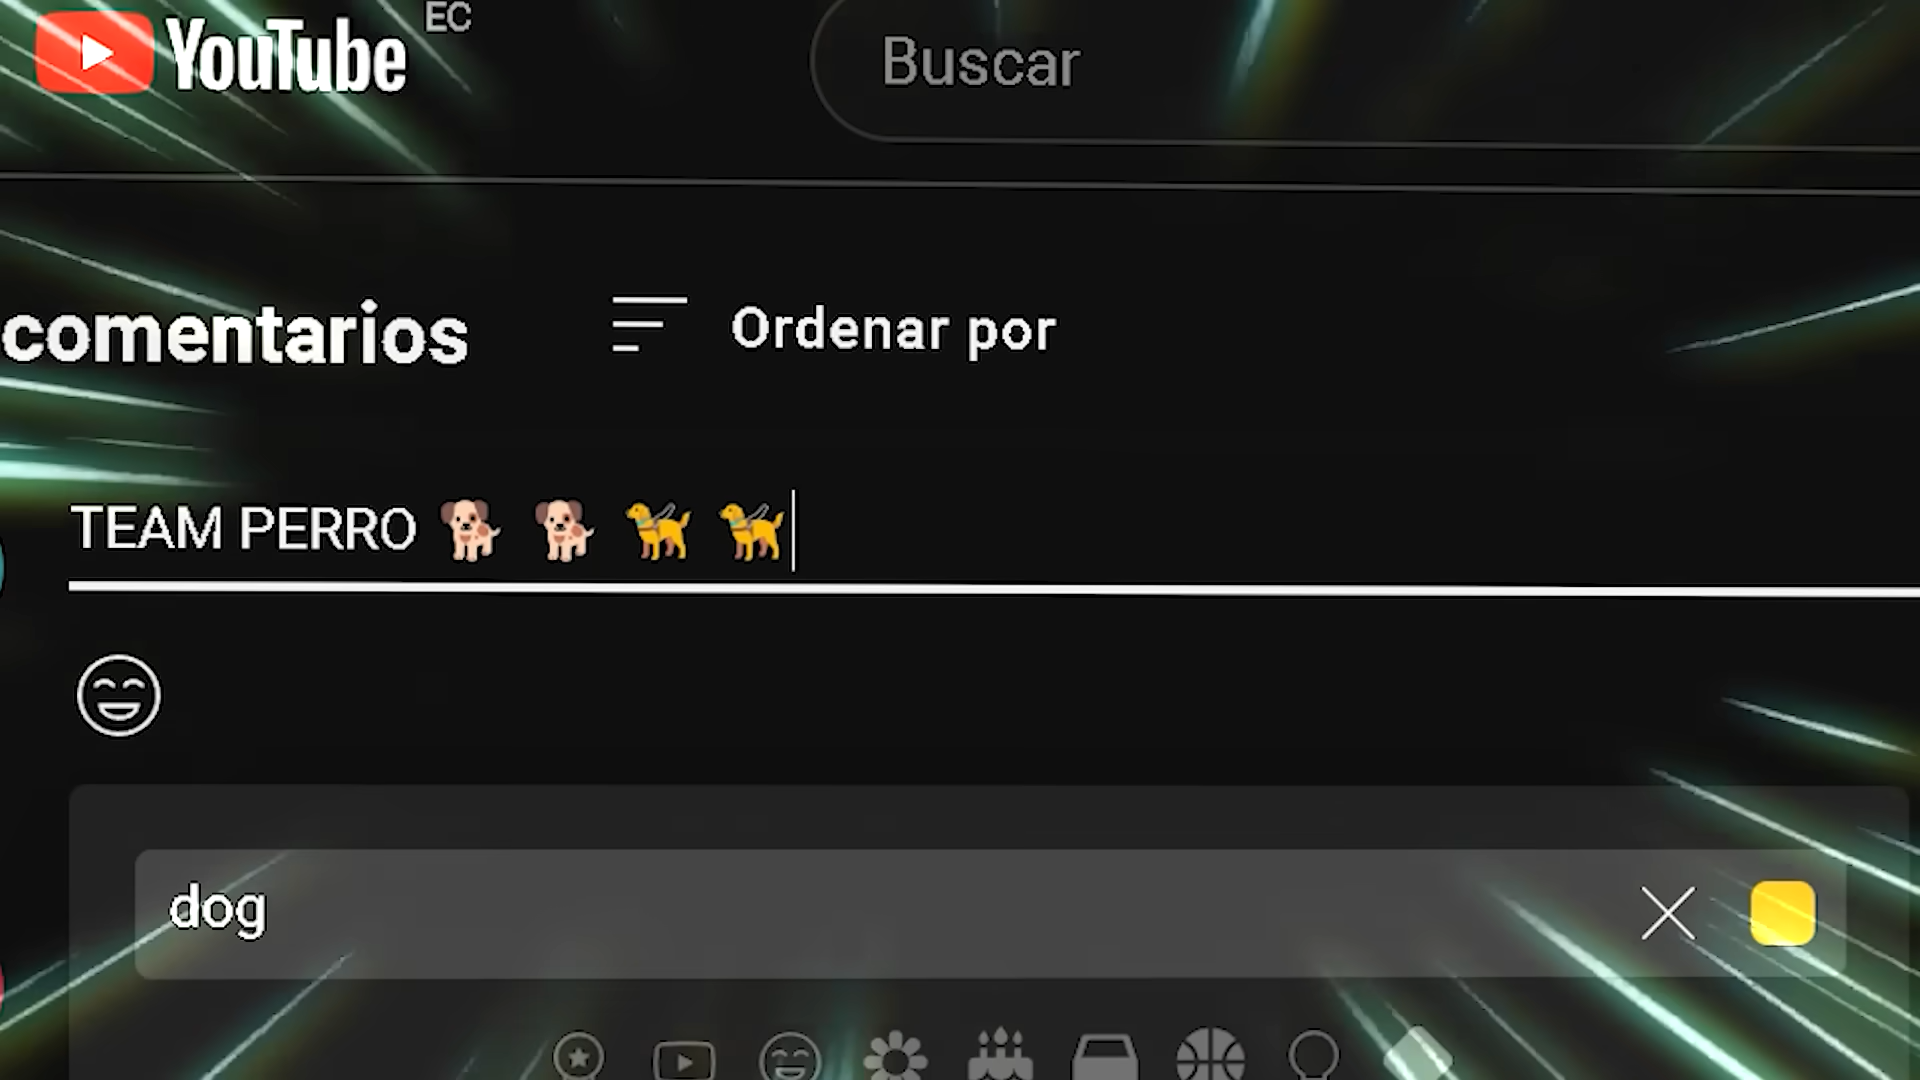 YouTube EC
Buscar
comentarios
Ordenar por
TEAM PERRO 🐕 🐕 🦮 🦮
dog